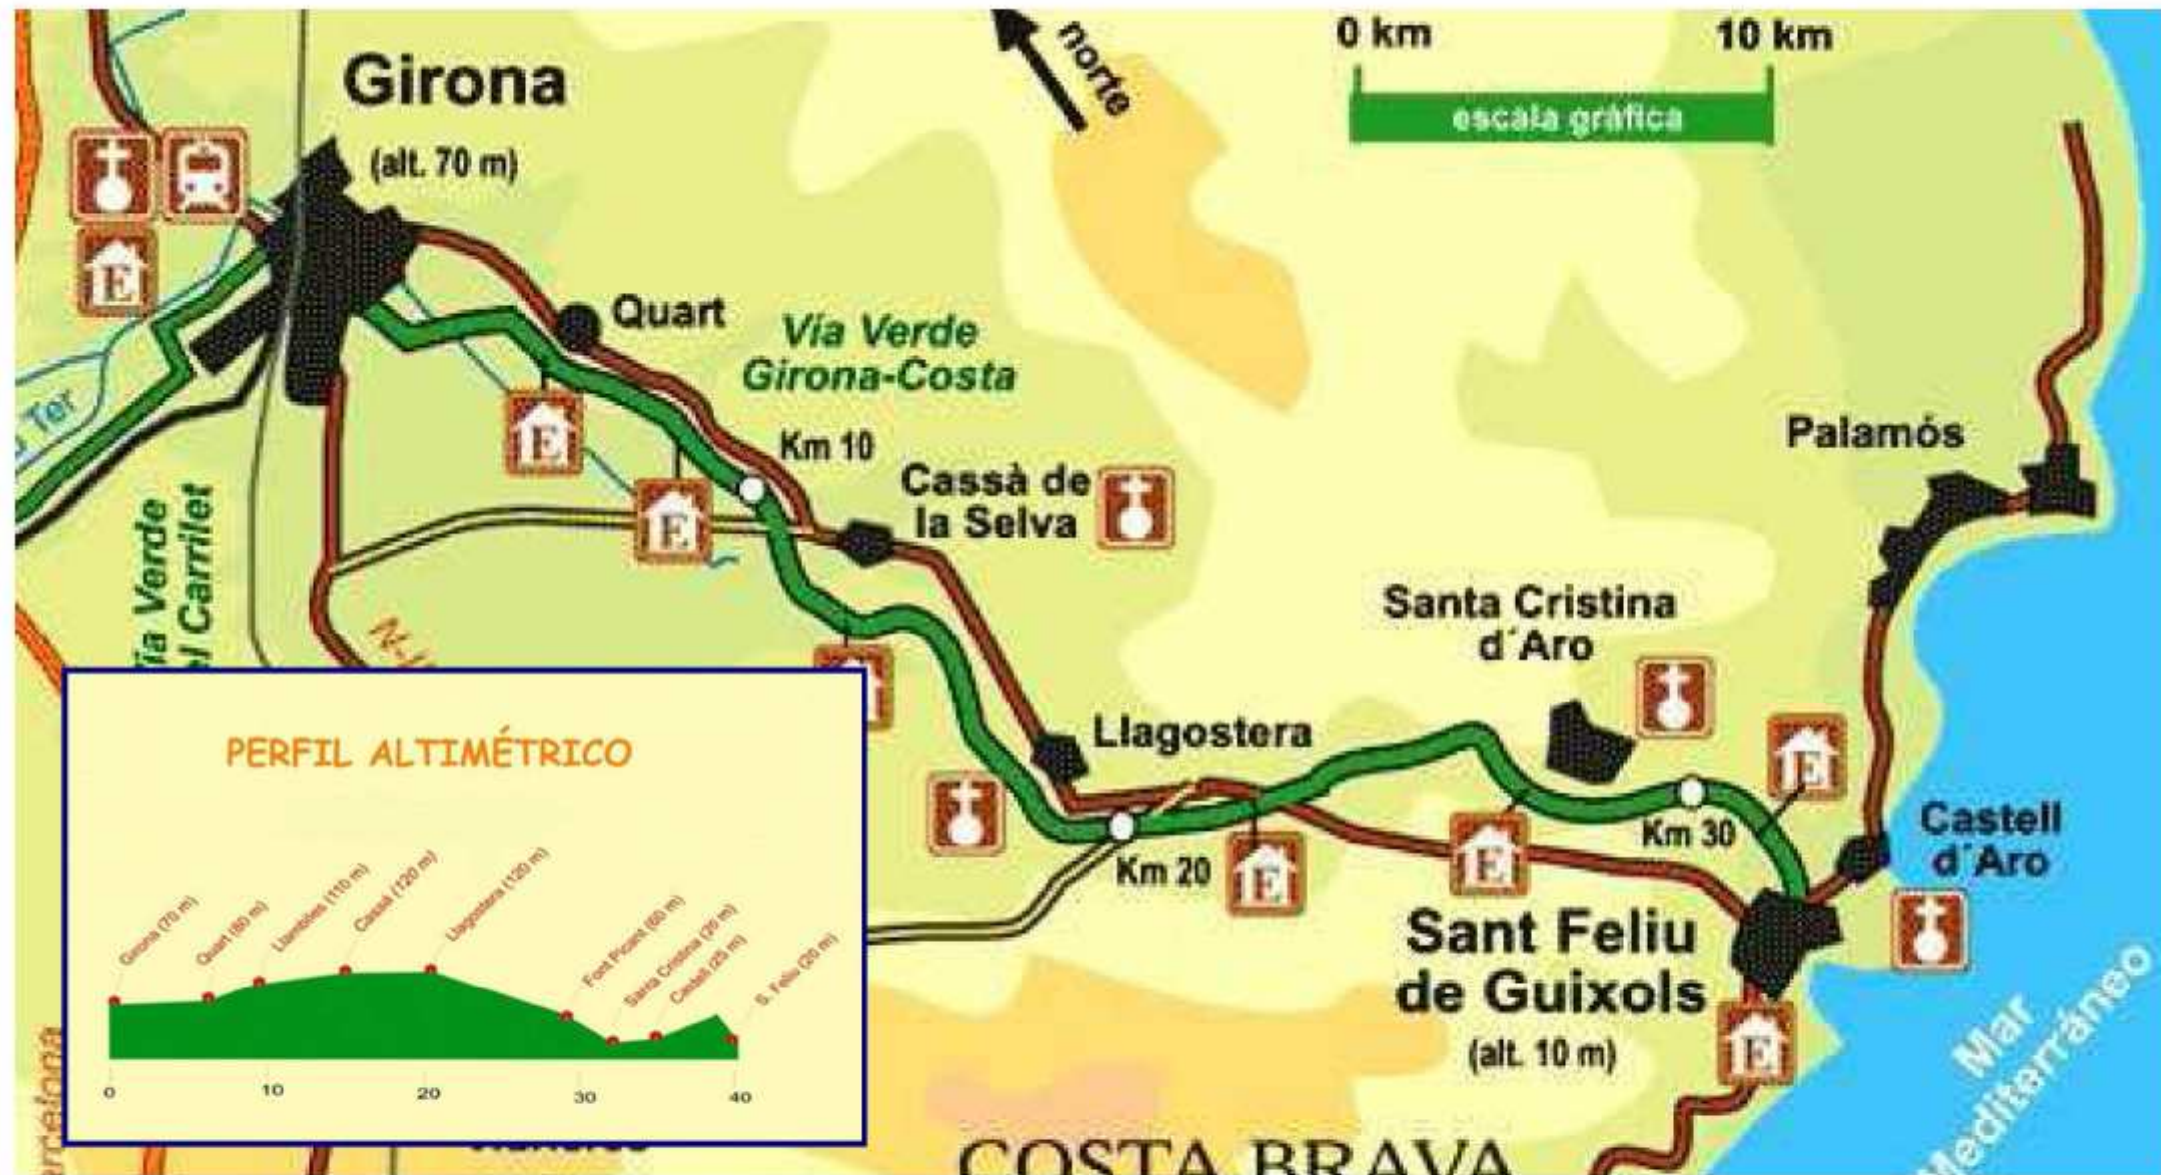 Girona
(alt. 70 m)
norte
0 km
10 km
escala gráfica
Quart
Vía Verde
Girona-Costa
Km 10
Cassà de
la Selva
Palamós
Ter
Vía Verde
el Carrilet
Santa Cristina
d´Aro
Llagostera
Km 20
Km 30
Castell
d´Aro
Sant Feliu
de Guixols
(alt. 10 m)
Mar
Mediterráneo
COSTA BRAVA
E
E
E
E
E
E
E
PERFIL ALTIMÉTRICO
Girona (70 m)
Quart (80 m)
Llambiles (110 m)
Cassà (120 m)
Llagostera (120 m)
Font Picant (60 m)
Santa Cristina (20 m)
Castell (25 m)
S. Feliu (20 m)
0
10
20
30
40